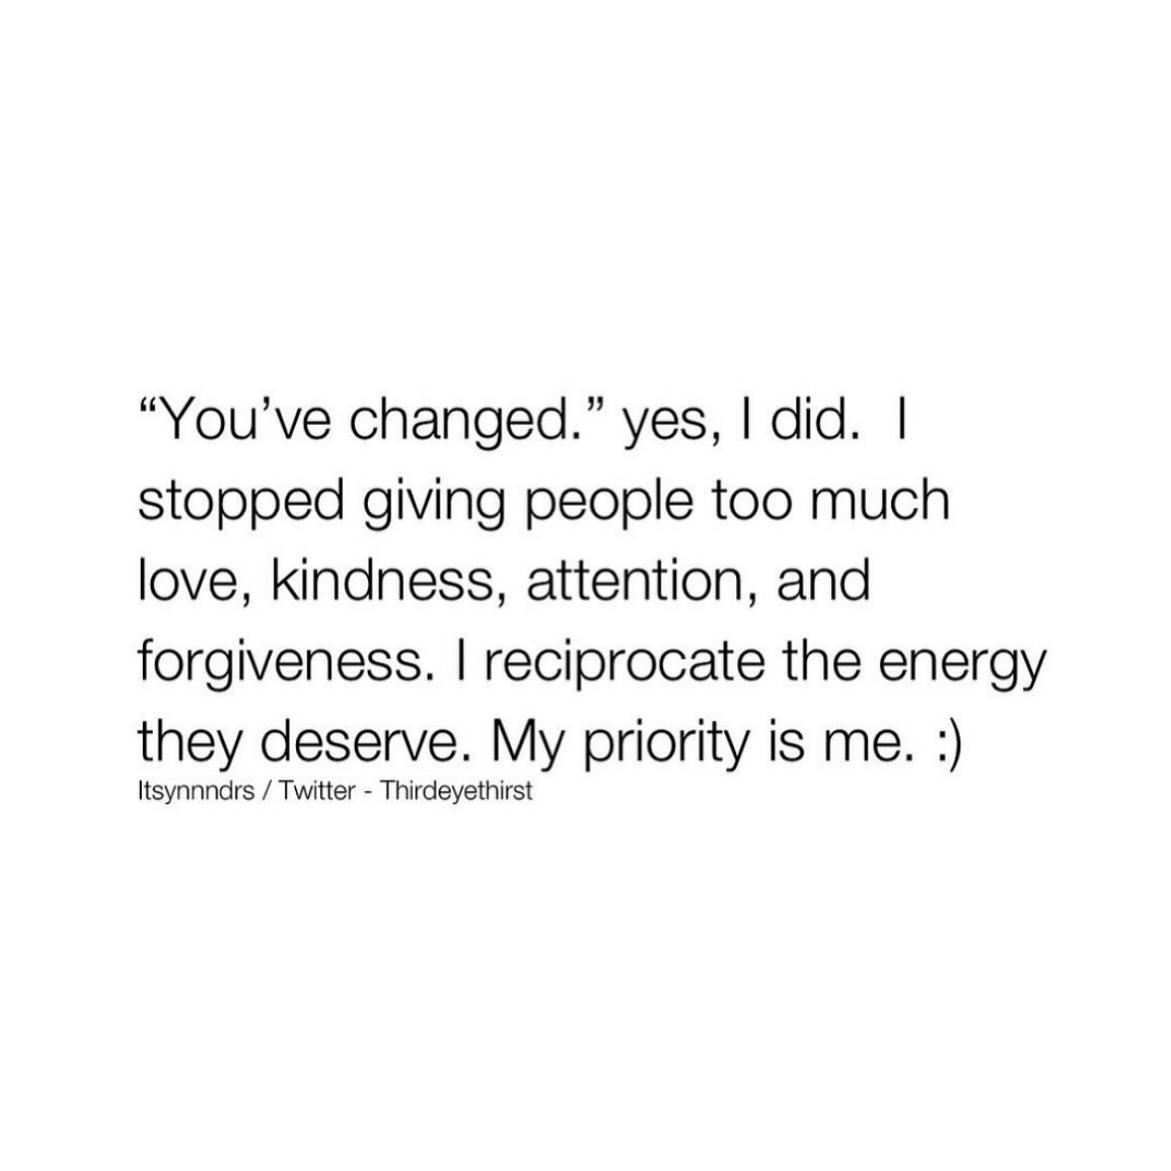 “You’ve changed.” yes, I did.  I
stopped giving people too much
love, kindness, attention, and
forgiveness. I reciprocate the energy
they deserve. My priority is me. :)
Itsynnndrs / Twitter - Thirdeyethirst